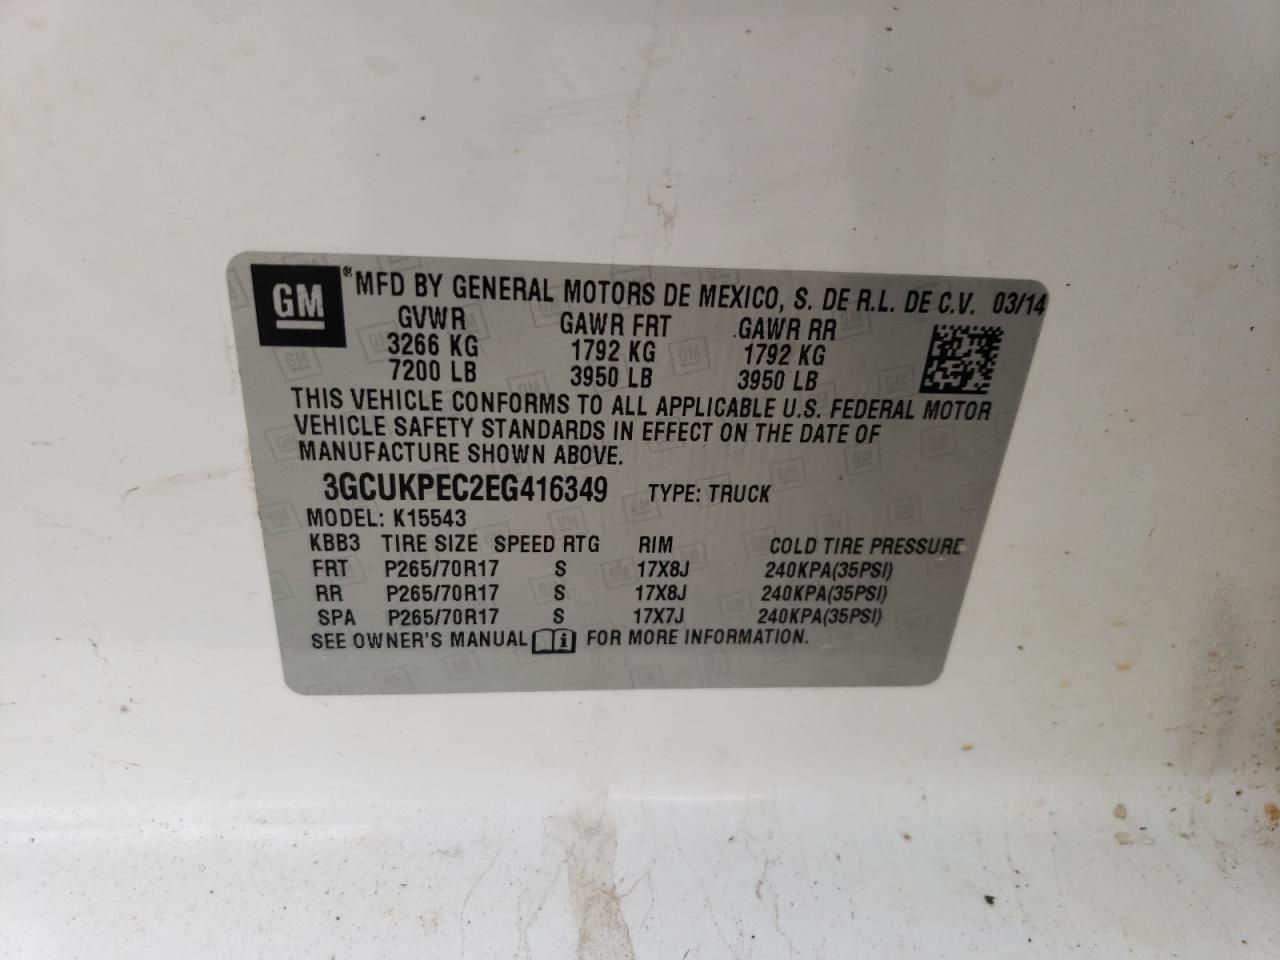 GM ® MFD BY GENERAL MOTORS DE MEXICO, S. DE R.L. DE C.V. 03/14
GVWR GAWR FRT GAWR RR
3266 KG 1792 KG 1792 KG
7200 LB 3950 LB 3950 LB
THIS VEHICLE CONFORMS TO ALL APPLICABLE U.S. FEDERAL MOTOR
VEHICLE SAFETY STANDARDS IN EFFECT ON THE DATE OF
MANUFACTURE SHOWN ABOVE.
3GCUKPEC2EG416349 TYPE: TRUCK
MODEL: K15543
KBB3 TIRE SIZE SPEED RTG RIM COLD TIRE PRESSURE
FRT P265/70R17 S 17X8J 240KPA(35PSI)
RR P265/70R17 S 17X8J 240KPA(35PSI)
SPA P265/70R17 S 17X7J 240KPA(35PSI)
SEE OWNER'S MANUAL i FOR MORE INFORMATION.